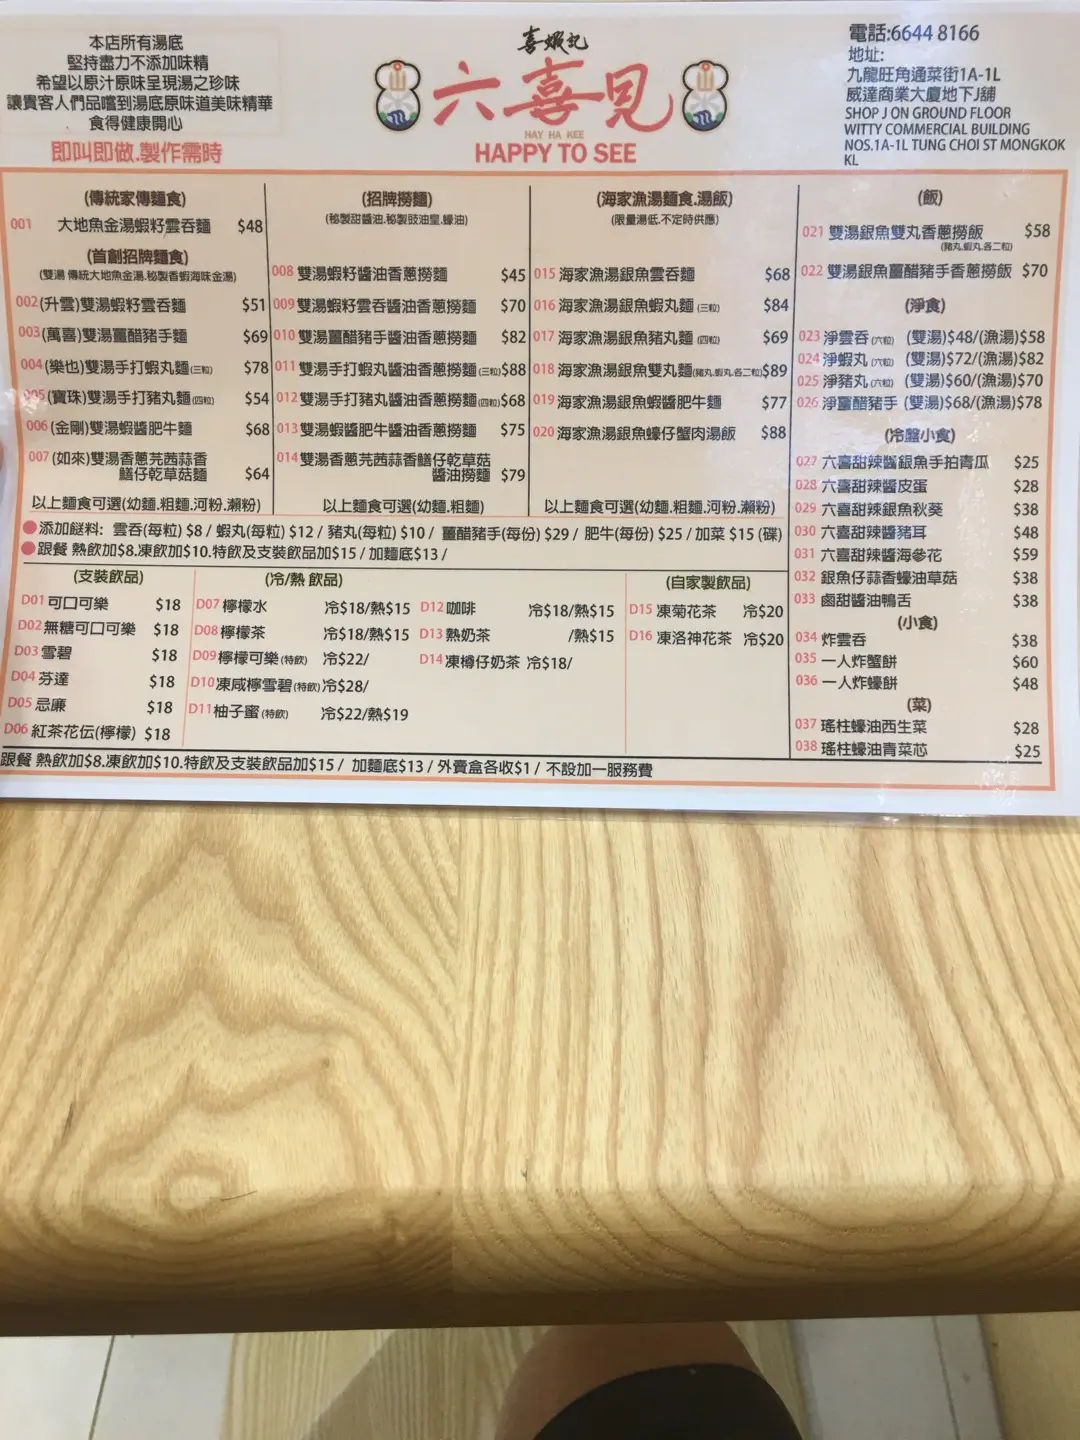 本店所有湯底
堅持盡力不添加味精
希望以原汁原味呈現湯之珍味
讓貴客人們品嚐到湯底原味道美味精華
食得健康開心
即叫即做.製作需時
喜蝦記
六喜見
HAY HA KEE
HAPPY TO SEE
電話:6644 8166
地址:
九龍旺角通菜街1A-1L
威達商業大廈地下J舖
SHOP J ON GROUND FLOOR
WITTY COMMERCIAL BUILDING
NOS.1A-1L TUNG CHOI ST MONGKOK
KL
(傳統家傳麵食)
001 大地魚金湯蝦籽雲吞麵 $48
(首創招牌麵食)
(雙湯 傳統大地魚金湯.秘製香蝦海味金湯)
002 (升雲)雙湯蝦籽雲吞麵 $51
003 (萬喜)雙湯薑醋豬手麵 $69
004 (樂也)雙湯手打蝦丸麵(三粒) $78
005 (寶珠)雙湯手打豬丸麵(四粒) $54
006 (金剛)雙湯蝦醬肥牛麵 $68
007 (如來)雙湯香蔥芫茜蒜香
鱔仔乾草菇麵 $64
以上麵食可選(幼麵.粗麵.河粉.瀨粉)
(招牌撈麵)
(秘製甜醬油.秘製豉油皇.蠔油)
008 雙湯蝦籽醬油香蔥撈麵 $45
009 雙湯蝦籽雲吞醬油香蔥撈麵 $70
010 雙湯薑醋豬手醬油香蔥撈麵 $82
011 雙湯手打蝦丸醬油香蔥撈麵(三粒) $88
012 雙湯手打豬丸醬油香蔥撈麵(四粒) $68
013 雙湯蝦醬肥牛醬油香蔥撈麵 $75
014 雙湯香蔥芫茜蒜香鱔仔乾草菇
醬油撈麵 $79
以上麵食可選(幼麵.粗麵)
(海家漁湯麵食.湯飯)
(限量湯低.不定時供應)
015 海家漁湯銀魚雲吞麵 $68
016 海家漁湯銀魚蝦丸麵(三粒) $84
017 海家漁湯銀魚豬丸麵(四粒) $69
018 海家漁湯銀魚雙丸麵(豬丸.蝦丸.各二粒) $89
019 海家漁湯銀魚蝦醬肥牛麵 $77
020 海家漁湯銀魚蠔仔蟹肉湯飯 $88
以上麵食可選(幼麵.粗麵.河粉.瀨粉)
(飯)
021 雙湯銀魚雙丸香蔥撈飯 $58
(豬丸.蝦丸.各二粒)
022 雙湯銀魚薑醋豬手香蔥撈飯 $70
(淨食)
023 淨雲吞(六粒) (雙湯)$48/(漁湯)$58
024 淨蝦丸(六粒) (雙湯)$72/(漁湯)$82
025 淨豬丸(六粒) (雙湯)$60/(漁湯)$70
026 淨薑醋豬手 (雙湯)$68/(漁湯)$78
(冷盤小食)
027 六喜甜辣醬銀魚手拍青瓜 $25
028 六喜甜辣醬皮蛋 $28
029 六喜甜辣銀魚秋葵 $38
030 六喜甜辣醬豬耳 $48
031 六喜甜辣醬海參花 $59
032 銀魚仔蒜香蠔油草菇 $38
033 鹵甜醬油鴨舌 $38
(小食)
034 炸雲吞 $38
035 一人炸蟹餅 $60
036 一人炸蠔餅 $48
(菜)
037 瑤柱蠔油西生菜 $28
038 瑤柱蠔油青菜芯 $25
添加餸料: 雲吞(每粒) $8 / 蝦丸(每粒) $12 / 豬丸(每粒) $10 / 薑醋豬手(每份) $29 / 肥牛(每份) $25 / 加菜 $15 (碟)
跟餐 熱飲加$8.凍飲加$10.特飲及支裝飲品加$15 / 加麵底$13 /
(支裝飲品)
D01 可口可樂 $18
D02 無糖可口可樂 $18
D03 雪碧 $18
D04 芬達 $18
D05 忌廉 $18
D06 紅茶花伝(檸檬) $18
(冷/熱 飲品)
D07 檸檬水 冷$18/熱$15
D08 檸檬茶 冷$18/熱$15
D09 檸檬可樂(特飲) 冷$22/
D10 凍咸檸雪碧(特飲) 冷$28/
D11 柚子蜜(特飲) 冷$22/熱$19
D12 咖啡 冷$18/熱$15
D13 熱奶茶 /熱$15
D14 凍樽仔奶茶 冷$18/
(自家製飲品)
D15 凍菊花茶 冷$20
D16 凍洛神花茶 冷$20
跟餐 熱飲加$8.凍飲加$10.特飲及支裝飲品加$15 / 加麵底$13 / 外賣盒各收$1 / 不設加一服務費